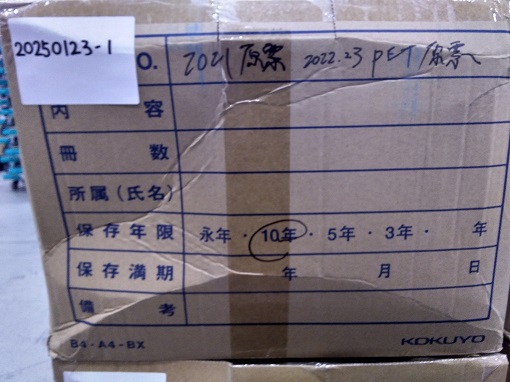 20250123-1
O. 2021 原票 2022.23 PET 原票
内容
冊数
所属(氏名)
保存年限 永年・10年・5年・3年・ 年
保存満期 年 月 日
備考
B4・A4-BX KOKUYO